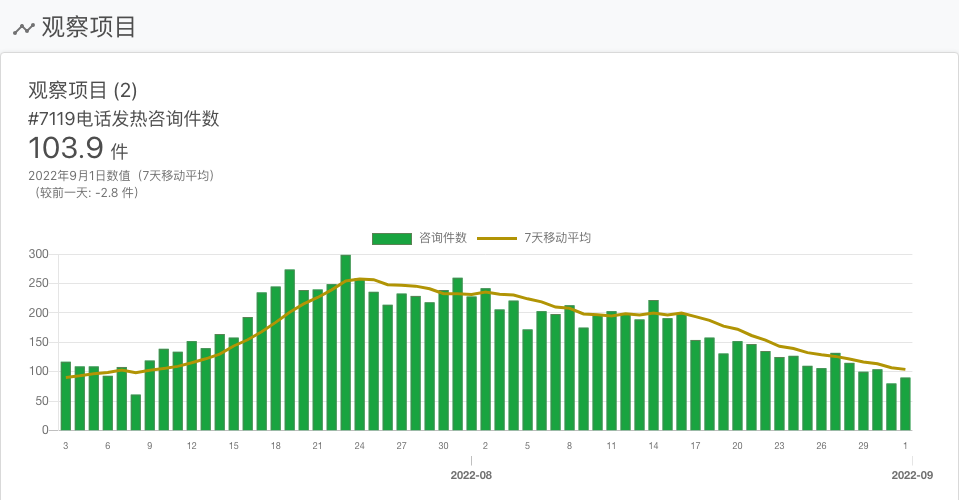 观察项目
观察项目 (2)
#7119电话发热咨询件数
103.9 件
2022年9月1日数值（7天移动平均）
（较前一天: -2.8 件）
咨询件数 7天移动平均
300
250
200
150
100
50
0
3 6 9 12 15 18 21 24 27 30 2 5 8 11 14 17 20 23 26 29 1
2022-08 2022-09